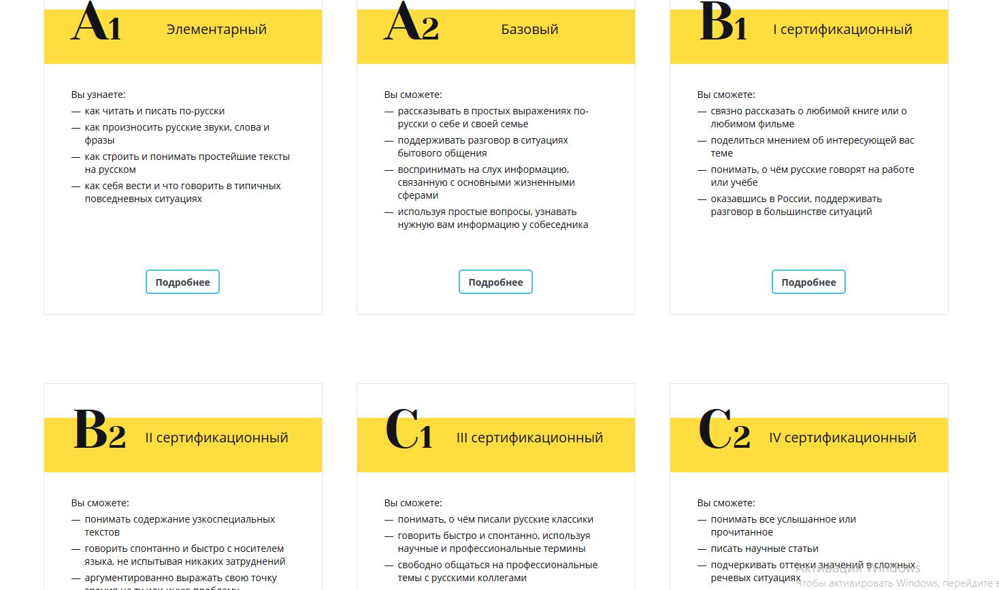 A1
Элементарный
Вы узнаете:
— как читать и писать по-русски
— как произносить русские звуки, слова и
фразы
— как строить и понимать простейшие тексты
на русском
— как себя вести и что говорить в типичных
повседневных ситуациях
Подробнее
A2
Базовый
Вы сможете:
— рассказывать в простых выражениях по-
русски о себе и своей семье
— поддерживать разговор в ситуациях
бытового общения
— воспринимать на слух информацию,
связанную с основными жизненными
сферами
— используя простые вопросы, узнавать
нужную вам информацию у собеседника
Подробнее
B1
I сертификационный
Вы сможете:
— связно рассказать о любимой книге или о
любимом фильме
— поделиться мнением об интересующей вас
теме
— понимать, о чём русские говорят на работе
или учёбе
— оказавшись в России, поддерживать
разговор в большинстве ситуаций
Подробнее
B2
II сертификационный
Вы сможете:
— понимать содержание узкоспециальных
текстов
— говорить спонтанно и быстро с носителем
языка, не испытывая никаких затруднений
— аргументированно выражать свою точку
зрения на ту или иную проблему
C1
III сертификационный
Вы сможете:
— понимать, о чём писали русские классики
— говорить быстро и спонтанно, используя
научные и профессиональные термины
— свободно общаться на профессиональные
темы с русскими коллегами
C2
IV сертификационный
Вы сможете:
— понимать все услышанное или
прочитанное
— писать научные статьи
— подчеркивать оттенки значений в сложных
речевых ситуациях
Активация Windows
Чтобы активировать Windows, перейдите в